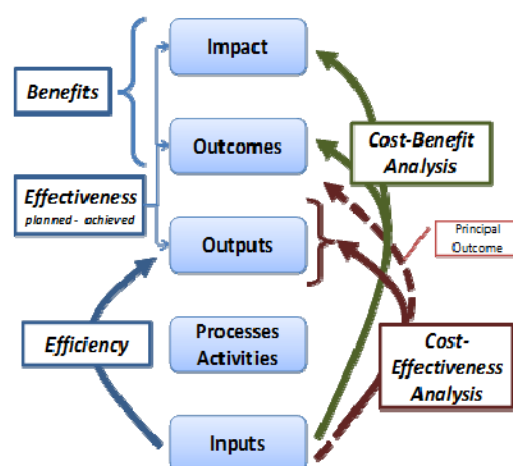 Impact
Benefits
Outcomes
Cost-Benefit
Analysis
Effectiveness
planned - achieved
Outputs
Principal
Outcome
Efficiency
Processes
Activities
Cost-
Effectiveness
Analysis
Inputs